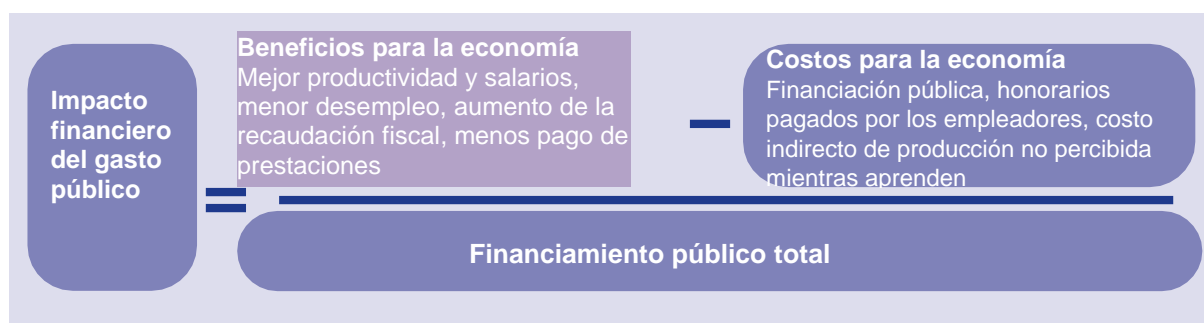 Impacto
financiero
del gasto
público
=
Beneficios para la economía
Mejor productividad y salarios,
menor desempleo, aumento de la
recaudación fiscal, menos pago de
prestaciones
–
Costos para la economía
Financiación pública, honorarios
pagados por los empleadores, costo
indirecto de producción no percibida
mientras aprenden
Financiamiento público total